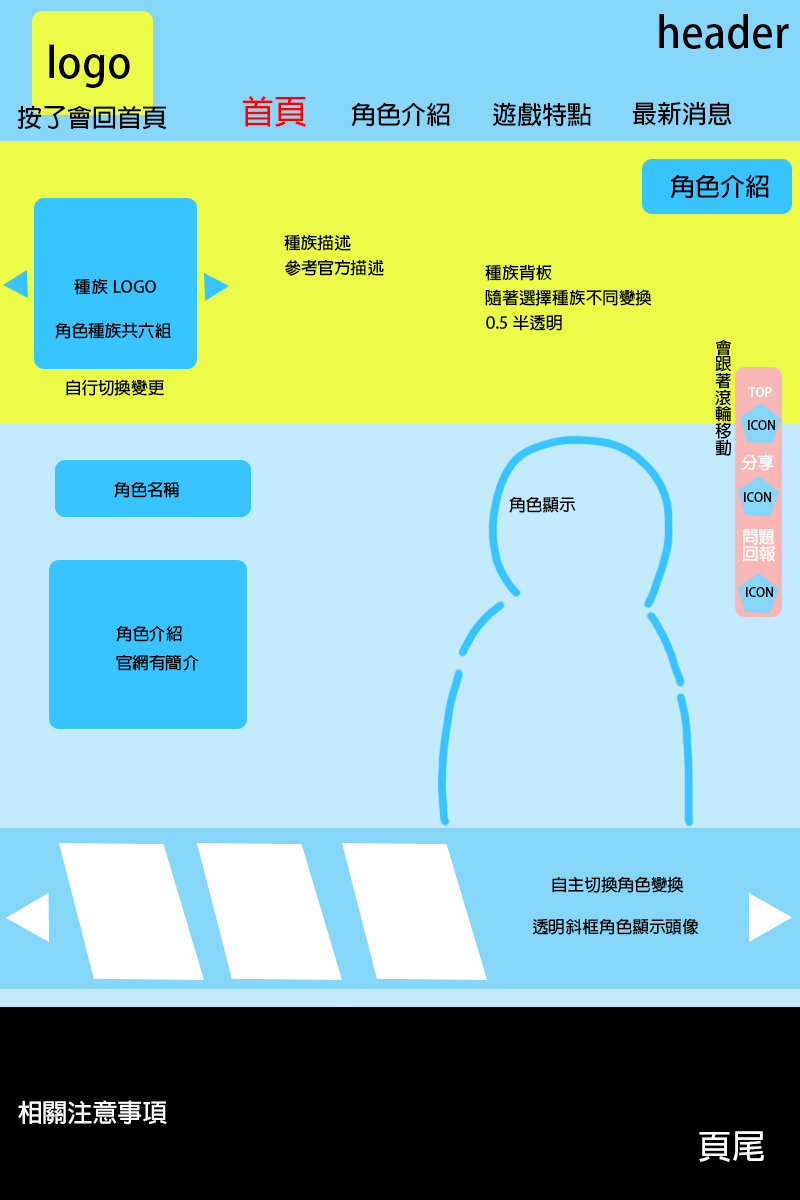 logo
header
按了會回首頁
首頁
角色介紹
遊戲特點
最新消息
角色介紹
種族 LOGO
角色種族共六組
自行切換變更
種族描述
參考官方描述
種族背板
隨著選擇種族不同變換
0.5 半透明
會跟著滾輪移動
TOP
ICON
分享
ICON
問題
回報
ICON
角色名稱
角色顯示
角色介紹
官網有簡介
自主切換角色變換
透明斜框角色顯示頭像
相關注意事項
頁尾